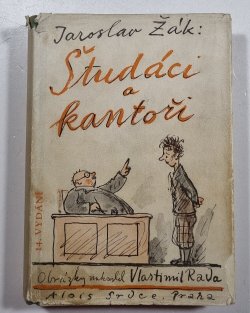 Jaroslav Žák:
Študáci
a
kantoři
14. VYDÁNÍ
Obrázky nakreslil Vlastimil Rada
Alois Srdce, Praha